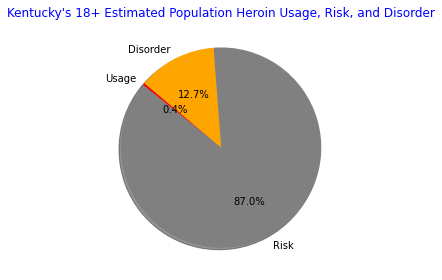 Kentucky's 18+ Estimated Population Heroin Usage, Risk, and Disorder
Disorder
Usage
12.7%
0.4%
87.0%
Risk